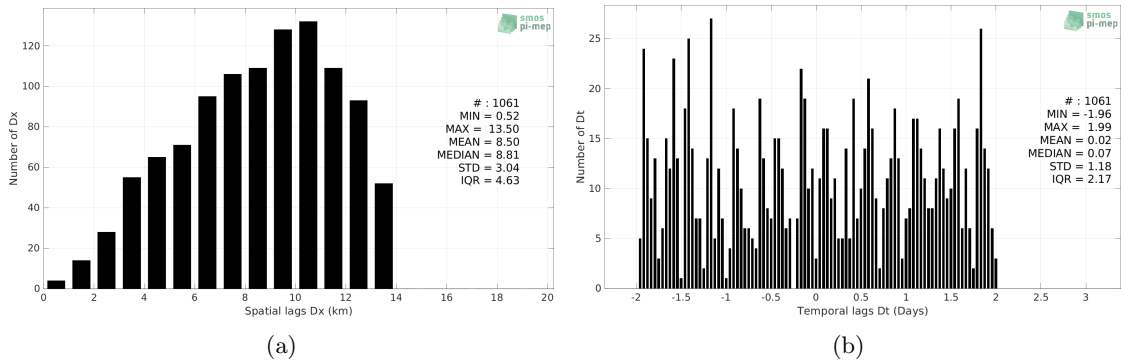 smos
pi-mep
120
100
80
60
40
20
0
Number of Dx
# : 1061
MIN = 0.52
MAX = 13.50
MEAN = 8.50
MEDIAN = 8.81
STD = 3.04
IQR = 4.63
0 2 4 6 8 10 12 14 16 18 20
Spatial lags Dx (km)
(a)
smos
pi-mep
25
20
15
10
5
0
Number of Dt
# : 1061
MIN = -1.96
MAX = 1.99
MEAN = 0.02
MEDIAN = 0.07
STD = 1.18
IQR = 2.17
-2 -1.5 -1 -0.5 0 0.5 1 1.5 2 2.5 3
Temporal lags Dt (Days)
(b)